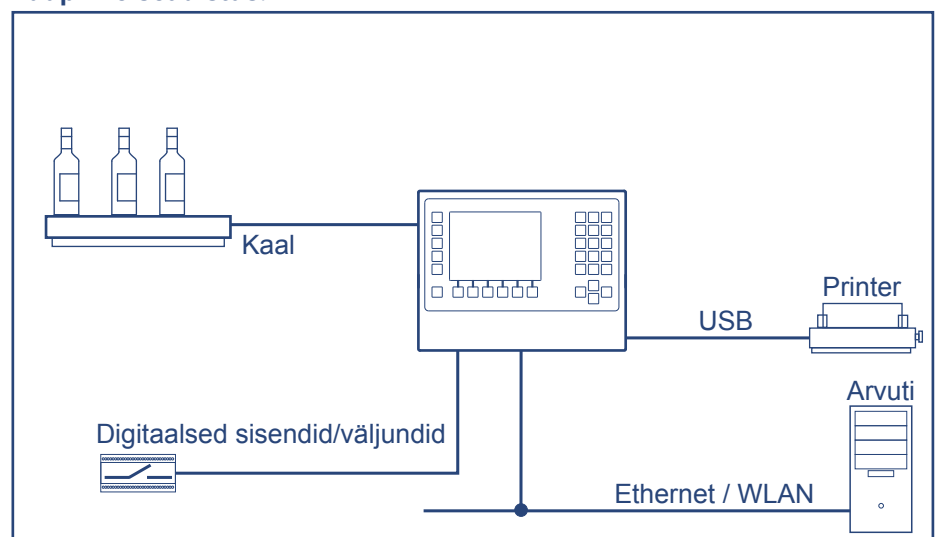 Kaal
Printer
USB
Arvuti
Digitaalsed sisendid/väljundid
Ethernet / WLAN